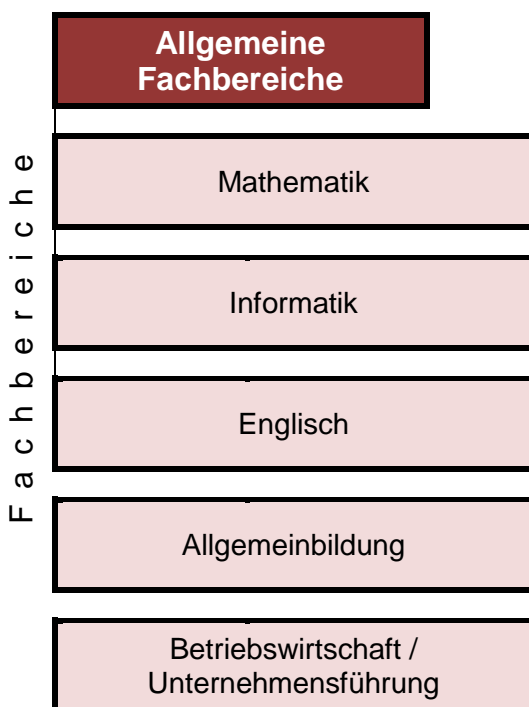 Allgemeine
Fachbereiche
Fachbereiche
Mathematik
Informatik
Englisch
Allgemeinbildung
Betriebswirtschaft /
Unternehmensführung